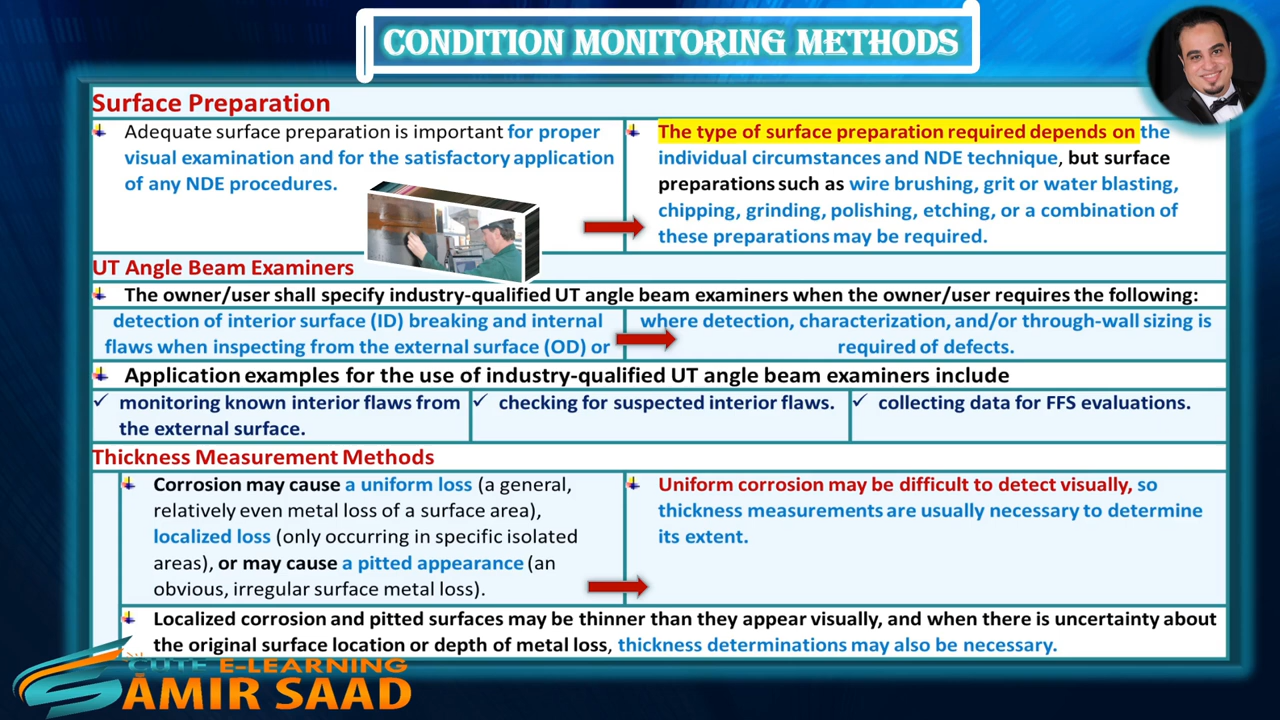 CONDITION MONITORING METHODS
Surface Preparation
Adequate surface preparation is important for proper
visual examination and for the satisfactory application
of any NDE procedures.
The type of surface preparation required depends on the
individual circumstances and NDE technique, but surface
preparations such as wire brushing, grit or water blasting,
chipping, grinding, polishing, etching, or a combination of
these preparations may be required.
UT Angle Beam Examiners
The owner/user shall specify industry-qualified UT angle beam examiners when the owner/user requires the following:
detection of interior surface (ID) breaking and internal
flaws when inspecting from the external surface (OD) or
where detection, characterization, and/or through-wall sizing is
required of defects.
Application examples for the use of industry-qualified UT angle beam examiners include
monitoring known interior flaws from
the external surface.
checking for suspected interior flaws.
collecting data for FFS evaluations.
Thickness Measurement Methods
Corrosion may cause a uniform loss (a general,
relatively even metal loss of a surface area),
localized loss (only occurring in specific isolated
areas), or may cause a pitted appearance (an
obvious, irregular surface metal loss).
Uniform corrosion may be difficult to detect visually, so
thickness measurements are usually necessary to determine
its extent.
Localized corrosion and pitted surfaces may be thinner than they appear visually, and when there is uncertainty about
the original surface location or depth of metal loss, thickness determinations may also be necessary.
CUTE E-LEARNING
AMIR SAAD